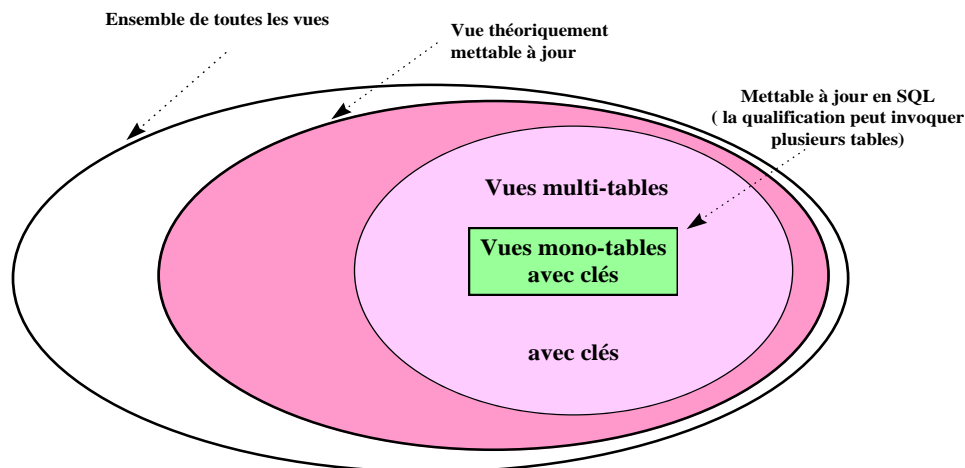 Ensemble de toutes les vues
Vue théoriquement
mettable à jour
Mettable à jour en SQL
( la qualification peut invoquer
plusieurs tables)
Vues multi-tables
Vues mono-tables
avec clés
avec clés